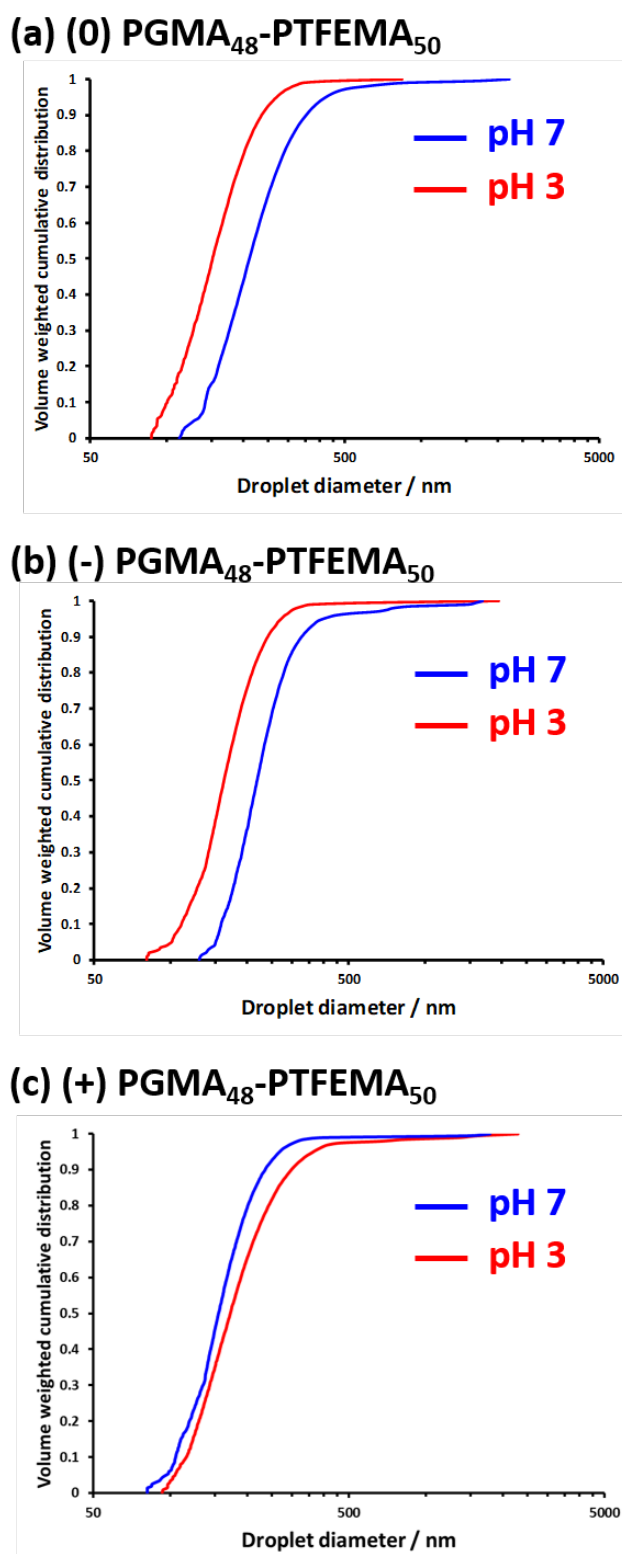 (a) (0) PGMA48-PTFEMA50
1
0.9
0.8
0.7
0.6
0.5
0.4
0.3
0.2
0.1
0
Volume weighted cumulative distribution
pH 7
pH 3
50 500 5000
Droplet diameter / nm
(b) (-) PGMA48-PTFEMA50
1
0.9
0.8
0.7
0.6
0.5
0.4
0.3
0.2
0.1
0
Volume weighted cumulative distribution
pH 7
pH 3
50 500 5000
Droplet diameter / nm
(c) (+) PGMA48-PTFEMA50
1
0.9
0.8
0.7
0.6
0.5
0.4
0.3
0.2
0.1
0
Volume weighted cumulative distribution
pH 7
pH 3
50 500 5000
Droplet diameter / nm